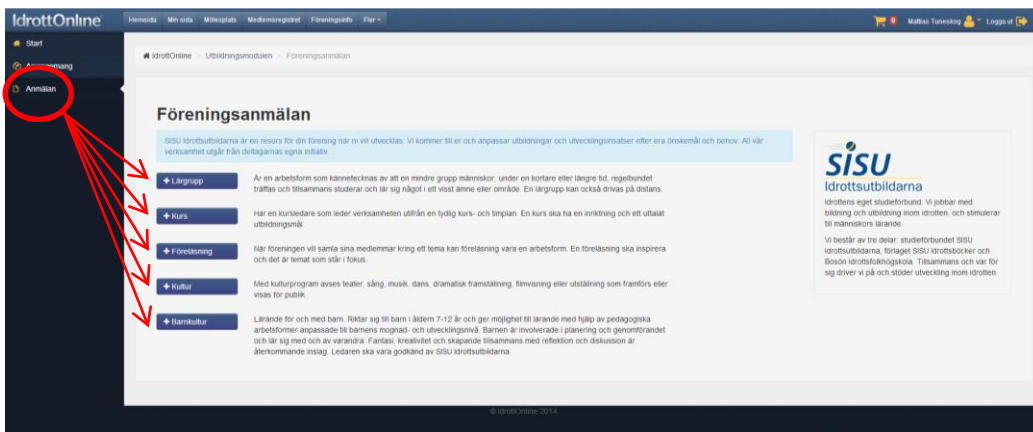 IdrottOnline
Hemsida Min sida Mötesplats Medlemsregistret Föreningsinfo Fler
0 Mattias Tuneskog Logga ut
Start
Arrangemang
Anmälan
IdrottOnline - Utbildningsmodulen - Föreningsanmälan
Föreningsanmälan
SISU Idrottsutbildarna är en resurs för din förening när ni vill utvecklas. Vi kommer till er och anpassar utbildningar och utvecklingsinsatser efter era önskemål och behov. All vår
verksamhet utgår från deltagarnas egna initiativ.
+ Lärgrupp
Är en arbetsform som kännetecknas av att en mindre grupp människor, under en kortare eller längre tid, regelbundet
träffas och tillsammans studerar och lär sig något i ett visst ämne eller område. En lärgrupp kan också drivas på distans.
+ Kurs
Har en kursledare som leder verksamheten utifrån en tydlig kurs- och timplan. En kurs ska ha en inriktning och ett uttalat
utbildningsmål.
+ Föreläsning
När föreningen vill samla sina medlemmar kring ett tema kan föreläsning vara en arbetsform. En föreläsning ska inspirera
och det är temat som står i fokus.
+ Kultur
Med kulturprogram avses teater, sång, musik, dans, dramatisk framställning, filmvisning eller utställning som framförs eller
visas för publik.
+ Barnkultur
Lärande för och med barn. Riktar sig till barn i åldern 7-12 år och ger möjlighet till lärande med hjälp av pedagogiska
arbetsformer anpassade till barnens mognad- och utvecklingsnivå. Barnen är involverade i planering och genomförandet
och lär sig med och av varandra. Fantasi, kreativitet och skapande tillsammans med reflektion och diskussion är
återkommande inslag. Ledaren ska vara godkänd av SISU Idrottsutbildarna.
SISU
Idrottsutbildarna
Idrottens eget studieförbund. Vi jobbar med
bildning och utbildning inom idrotten, och stimulerar
till människors lärande.
Vi består av tre delar: studieförbundet SISU
Idrottsutbildarna, förlaget SISU Idrottsböcker och
Bosön Idrottsfolkhögskola. Tillsammans och var för
sig driver vi på och stöder utveckling inom idrotten.
© IdrottOnline 2014